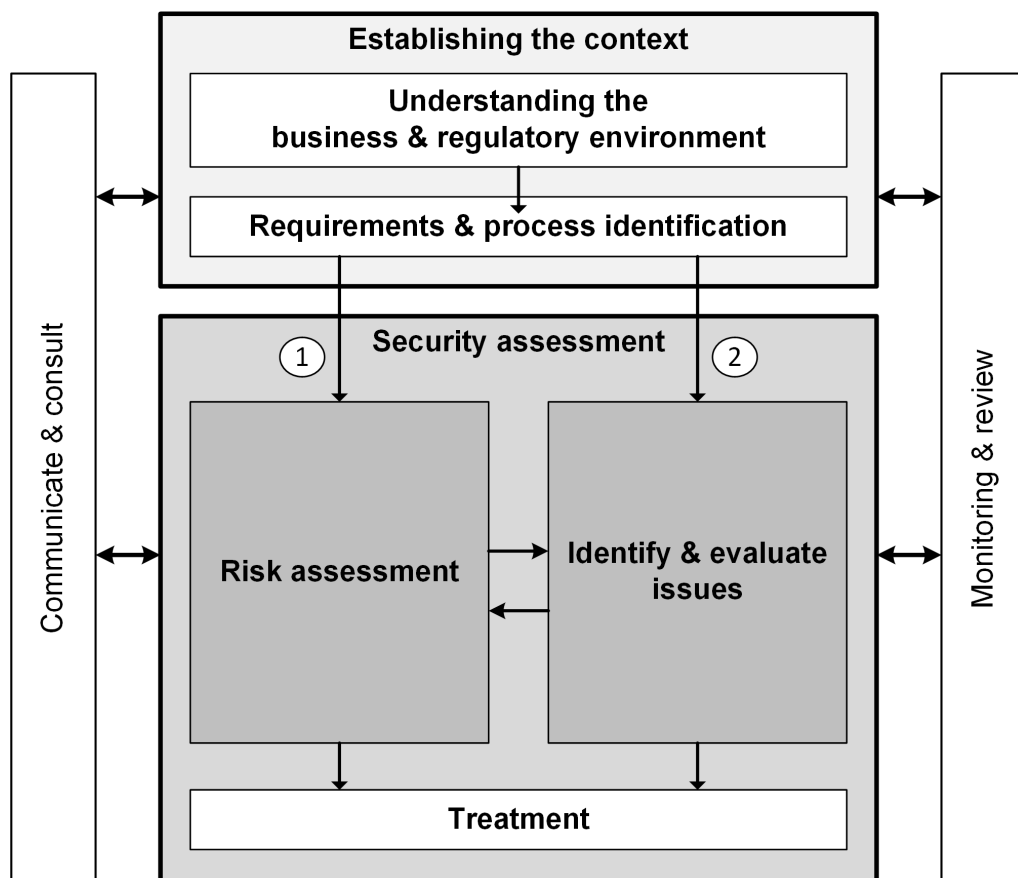 Establishing the context
Understanding the
business & regulatory environment
Requirements & process identification
Communicate & consult
Monitoring & review
Security assessment
1
2
Risk assessment
Identify & evaluate
issues
Treatment